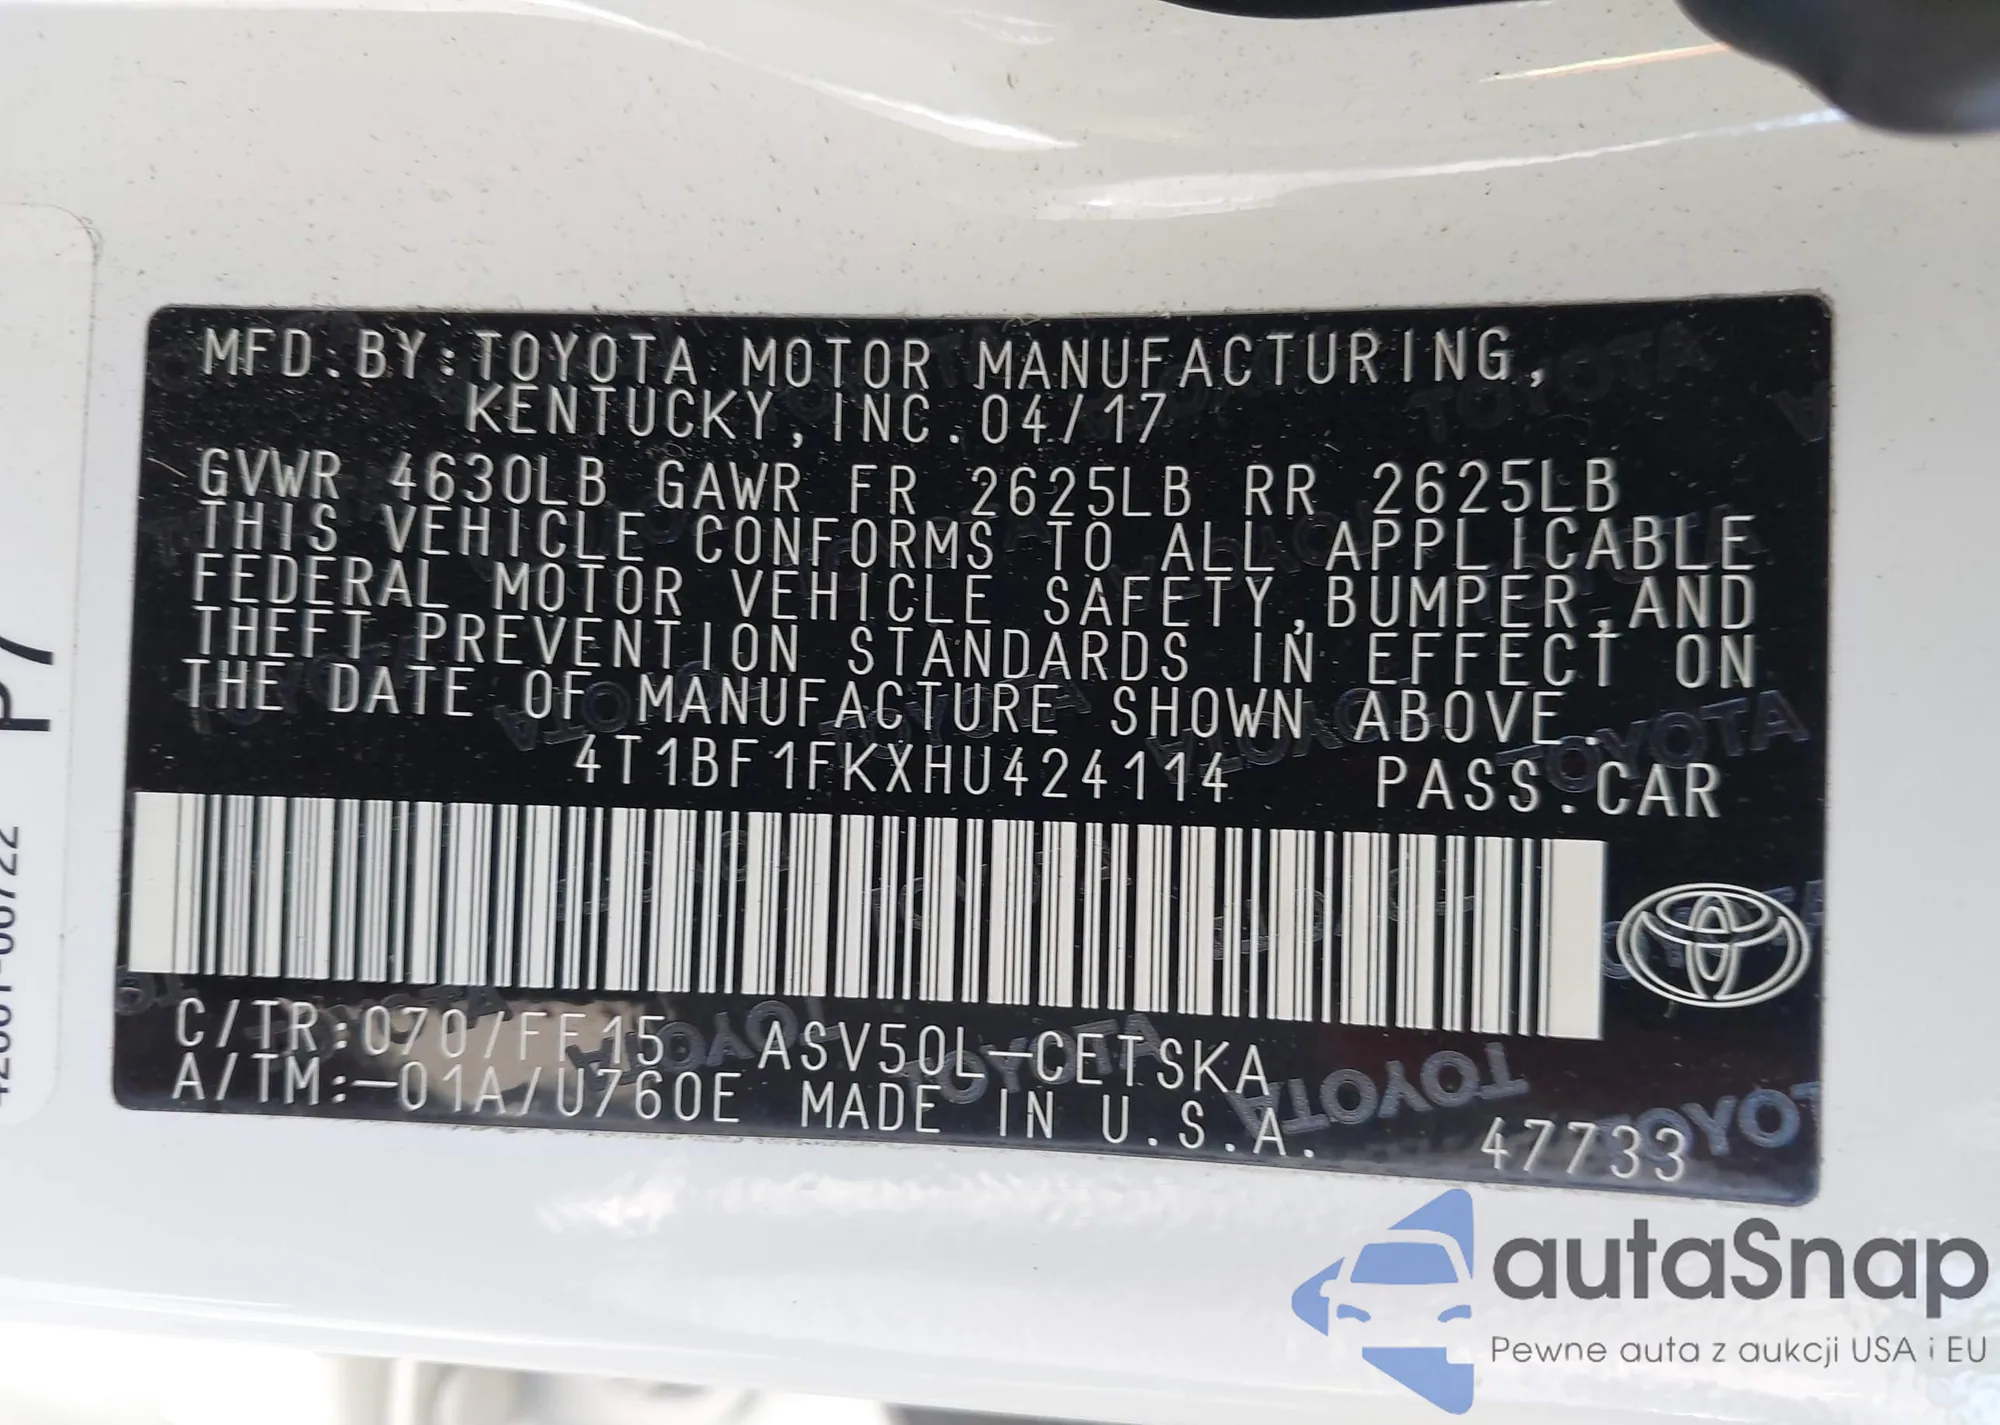 MFD.BY:TOYOTA MOTOR MANUFACTURING,
KENTUCKY,INC.04/17
GVWR 4630LB GAWR FR 2625LB RR 2625LB
THIS VEHICLE CONFORMS TO ALL APPLICABLE
FEDERAL MOTOR VEHICLE SAFETY,BUMPER,AND
THEFT PREVENTION STANDARDS IN EFFECT ON
THE DATE OF MANUFACTURE SHOWN ABOVE.
4T1BF1FKXHU424114 PASS.CAR
C/TR:070/FF15 ASV50L-CETSKA
A/TM:-01A/U760E MADE IN U.S.A. 47733
autaSnap
Pewne auta z aukcji USA i EU